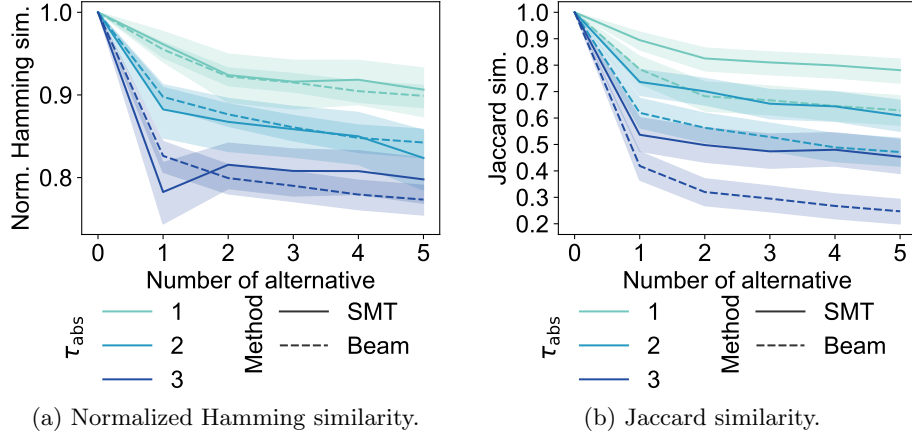 Norm. Hamming sim.
1.0
0.9
0.8
0 1 2 3 4 5
Number of alternative
τabs
1
2
3
Method
SMT
Beam
(a) Normalized Hamming similarity.
Jaccard sim.
1.0
0.9
0.8
0.7
0.6
0.5
0.4
0.3
0.2
0 1 2 3 4 5
Number of alternative
τabs
1
2
3
Method
SMT
Beam
(b) Jaccard similarity.